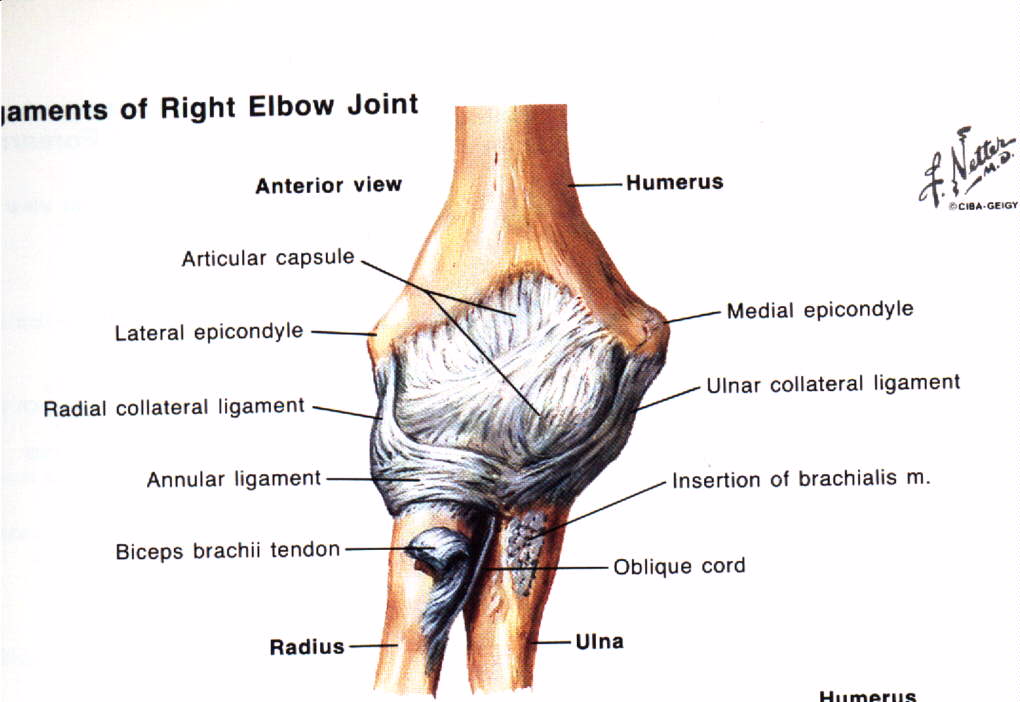 gaments of Right Elbow Joint
Anterior view
Humerus
F. Netter
M.D.
©CIBA-GEIGY
Articular capsule
Medial epicondyle
Lateral epicondyle
Ulnar collateral ligament
Radial collateral ligament
Annular ligament
Insertion of brachialis m.
Biceps brachii tendon
Oblique cord
Radius
Ulna
Humerus